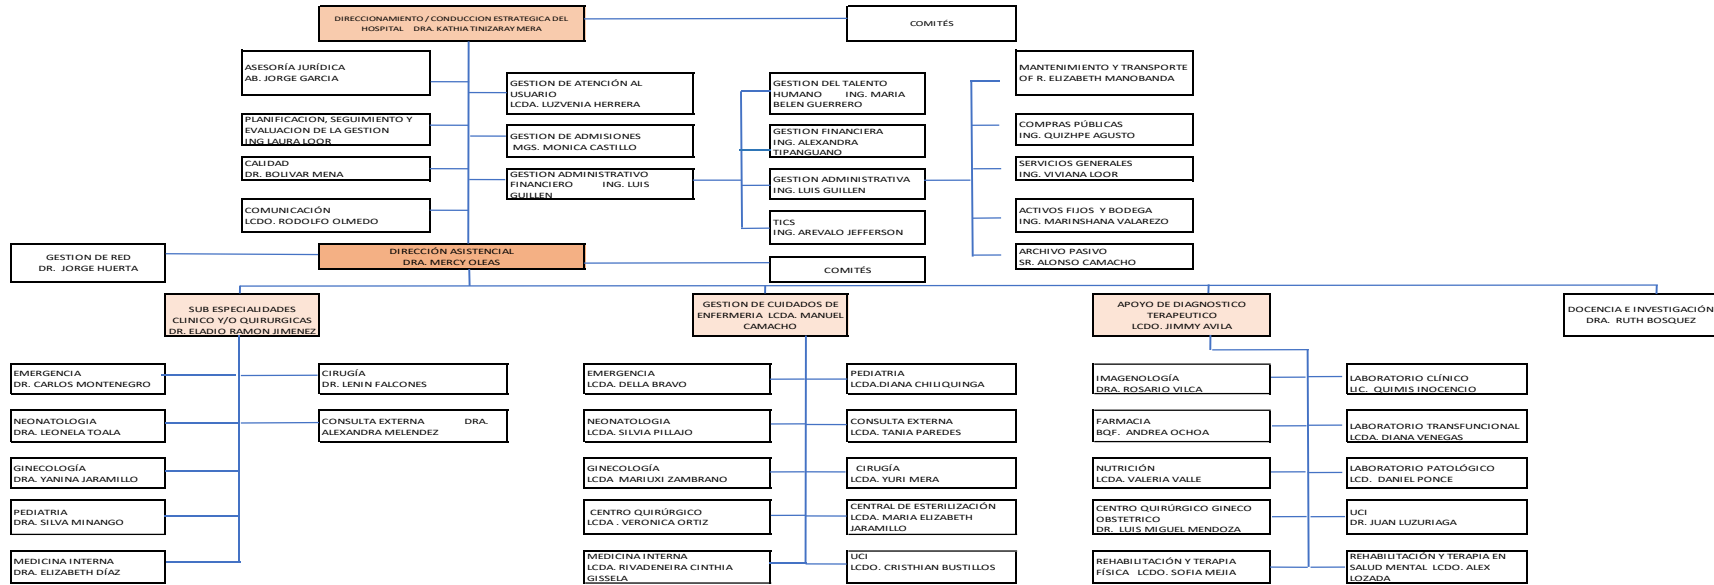 DIRECCIONAMIENTO / CONDUCCION ESTRATEGICA DEL
HOSPITAL DRA. KATHIA TINIZARAY MERA
COMITÉS
ASESORÍA JURÍDICA
AB. JORGE GARCIA
PLANIFICACION, SEGUIMIENTO Y
EVALUACION DE LA GESTION
ING LAURA LOOR
CALIDAD
DR. BOLIVAR MENA
COMUNICACIÓN
LCDO. RODOLFO OLMEDO
GESTION DE ATENCIÓN AL
USUARIO
LCDA. LUZVENIA HERRERA
GESTION DE ADMISIONES
MGS. MONICA CASTILLO
GESTION ADMINISTRATIVO
FINANCIERO ING. LUIS
GUILLEN
GESTION DEL TALENTO
HUMANO ING. MARIA
BELEN GUERRERO
GESTION FINANCIERA
ING. ALEXANDRA
TIPANGUANO
GESTION ADMINISTRATIVA
ING. LUIS GUILLEN
TICS
ING. AREVALO JEFFERSON
MANTENIMIENTO Y TRANSPORTE
OF R. ELIZABETH MANOBANDA
COMPRAS PÚBLICAS
ING. QUIZHPE AGUSTO
SERVICIOS GENERALES
ING. VIVIANA LOOR
ACTIVOS FIJOS Y BODEGA
ING. MARINSHANA VALAREZO
ARCHIVO PASIVO
SR. ALONSO CAMACHO
GESTION DE RED
DR. JORGE HUERTA
DIRECCIÓN ASISTENCIAL
DRA. MERCY OLEAS
COMITÉS
SUB ESPECIALIDADES
CLINICO Y/O QUIRURGICAS
DR. ELADIO RAMON JIMENEZ
GESTION DE CUIDADOS DE
ENFERMERIA LCDA. MANUEL
CAMACHO
APOYO DE DIAGNOSTICO
TERAPEUTICO
LCDO. JIMMY AVILA
DOCENCIA E INVESTIGACIÓN
DRA. RUTH BOSQUEZ
EMERGENCIA
DR. CARLOS MONTENEGRO
NEONATOLOGIA
DRA. LEONELA TOALA
GINECOLOGÍA
DRA. YANINA JARAMILLO
PEDIATRIA
DRA. SILVA MINANGO
MEDICINA INTERNA
DRA. ELIZABETH DÍAZ
CIRUGÍA
DR. LENIN FALCONES
CONSULTA EXTERNA DRA.
ALEXANDRA MELENDEZ
EMERGENCIA
LCDA. DELLA BRAVO
NEONATOLOGIA
LCDA. SILVIA PILLAJO
GINECOLOGÍA
LCDA MARIUXI ZAMBRANO
CENTRO QUIRÚRGICO
LCDA . VERONICA ORTIZ
MEDICINA INTERNA
LCDA. RIVADENEIRA CINTHIA
GISSELA
PEDIATRIA
LCDA.DIANA CHILIQUINGA
CONSULTA EXTERNA
LCDA. TANIA PAREDES
CIRUGÍA
LCDA. YURI MERA
CENTRAL DE ESTERILIZACIÓN
LCDA. MARIA ELIZABETH
JARAMILLO
UCI
LCDO. CRISTHIAN BUSTILLOS
IMAGENOLOGÍA
DRA. ROSARIO VILCA
FARMACIA
BQF. ANDREA OCHOA
NUTRICIÓN
LCDA. VALERIA VALLE
CENTRO QUIRÚRGICO GINECO
OBSTETRICO
DR. LUIS MIGUEL MENDOZA
REHABILITACIÓN Y TERAPIA
FÍSICA LCDO. SOFIA MEJIA
LABORATORIO CLÍNICO
LIC. QUIMIS INOCENCIO
LABORATORIO TRANSFUNCIONAL
LCDA. DIANA VENEGAS
LABORATORIO PATOLÓGICO
LCD. DANIEL PONCE
UCI
DR. JUAN LUZURIAGA
REHABILITACIÓN Y TERAPIA EN
SALUD MENTAL LCDO. ALEX
LOZADA